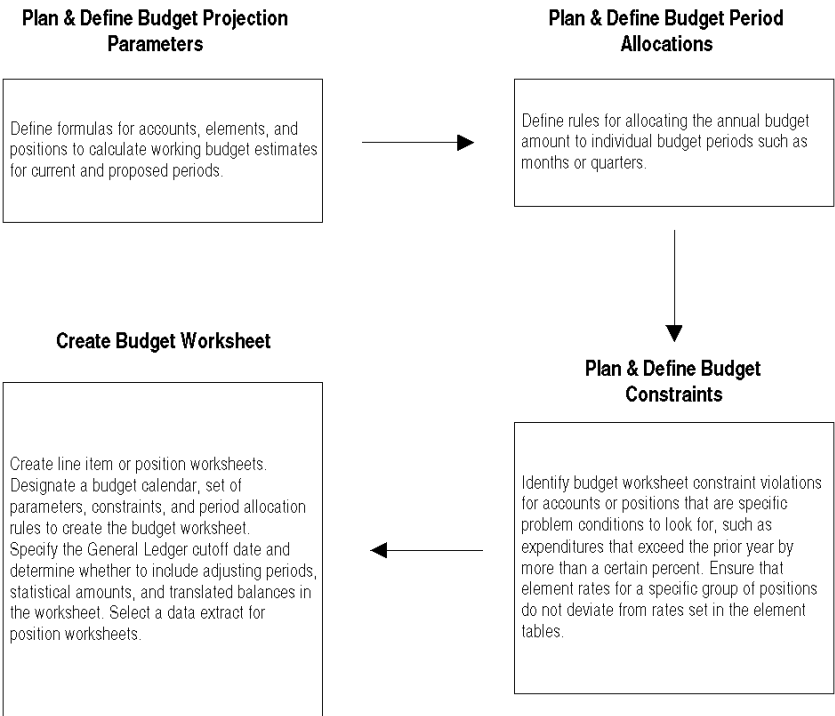 Plan & Define Budget Projection
Parameters
Define formulas for accounts, elements, and
positions to calculate working budget estimates
for current and proposed periods.
Plan & Define Budget Period
Allocations
Define rules for allocating the annual budget
amount to individual budget periods such as
months or quarters.
Plan & Define Budget
Constraints
Identify budget worksheet constraint violations
for accounts or positions that are specific
problem conditions to look for, such as
expenditures that exceed the prior year by
more than a certain percent. Ensure that
element rates for a specific group of positions
do not deviate from rates set in the element
tables.
Create Budget Worksheet
Create line item or position worksheets.
Designate a budget calendar, set of
parameters, constraints, and period allocation
rules to create the budget worksheet.
Specify the General Ledger cutoff date and
determine whether to include adjusting periods,
statistical amounts, and translated balances in
the worksheet. Select a data extract for
position worksheets.